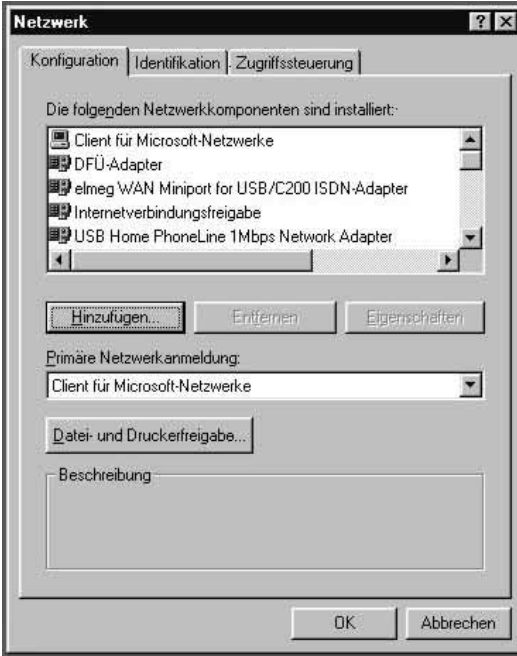 Netzwerk
Konfiguration Identifikation Zugriffssteuerung
Die folgenden Netzwerkkomponenten sind installiert:
Client für Microsoft-Netzwerke
DFÜ-Adapter
elmeg WAN Miniport for USB/C200 ISDN-Adapter
Internetverbindungsfreigabe
USB Home PhoneLine 1Mbps Network Adapter
Hinzufügen... Entfernen Eigenschaften
Primäre Netzwerkanmeldung:
Client für Microsoft-Netzwerke
Datei- und Druckerfreigabe...
Beschreibung
OK Abbrechen